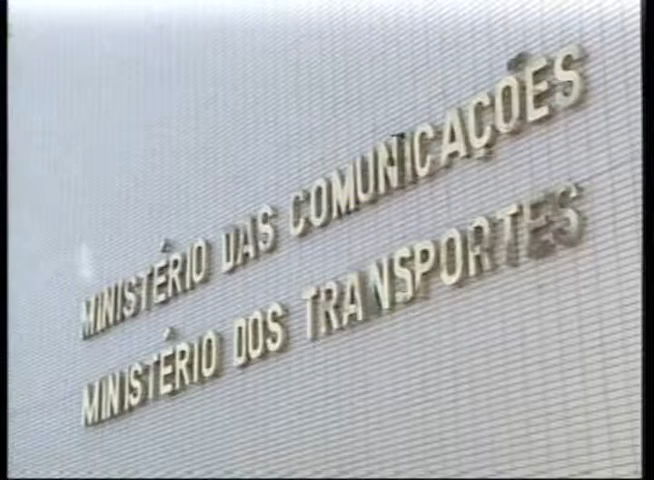 MINISTÉRIO DAS COMUNICAÇÕES
MINISTÉRIO DOS TRANSPORTES